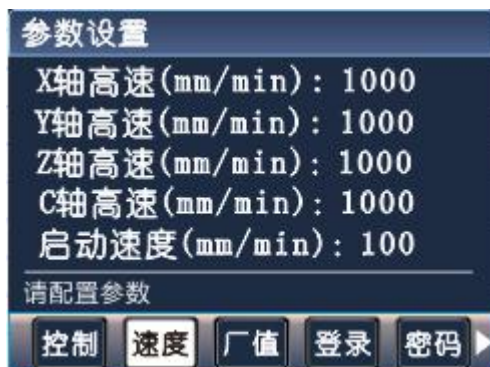 参数设置
X轴高速(mm/min): 1000
Y轴高速(mm/min): 1000
Z轴高速(mm/min): 1000
C轴高速(mm/min): 1000
启动速度(mm/min): 100
请配置参数
控制 速度 厂值 登录 密码